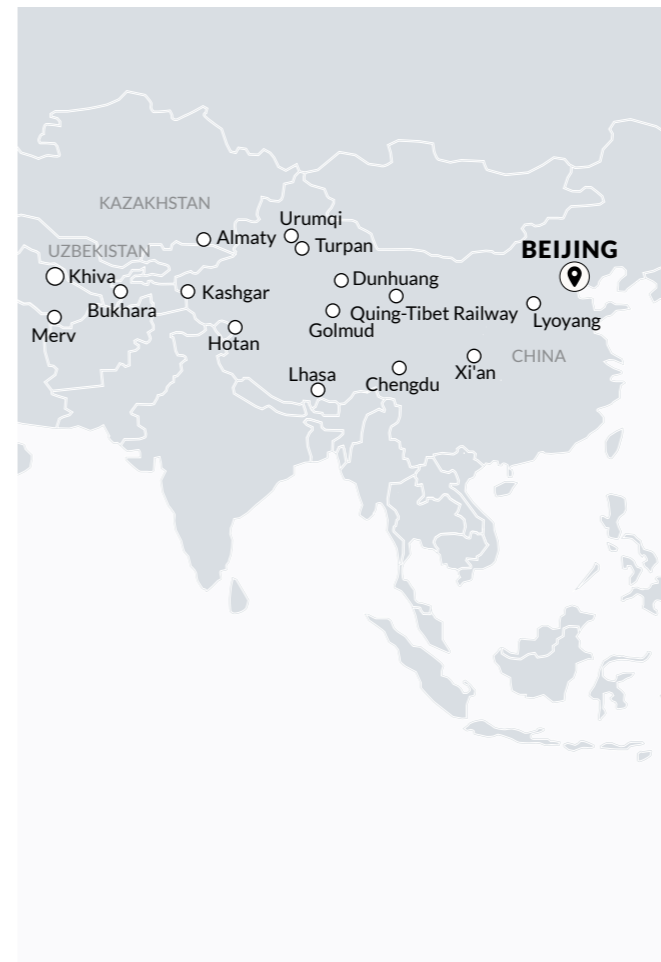 KAZAKHSTAN
Urumqi
Almaty
Turpan
BEIJING
UZBEKISTAN
Khiva
Dunhuang
Kashgar
Bukhara
Quing-Tibet Railway
Lyoyang
Golmud
Merv
Hotan
CHINA
Xi'an
Lhasa
Chengdu